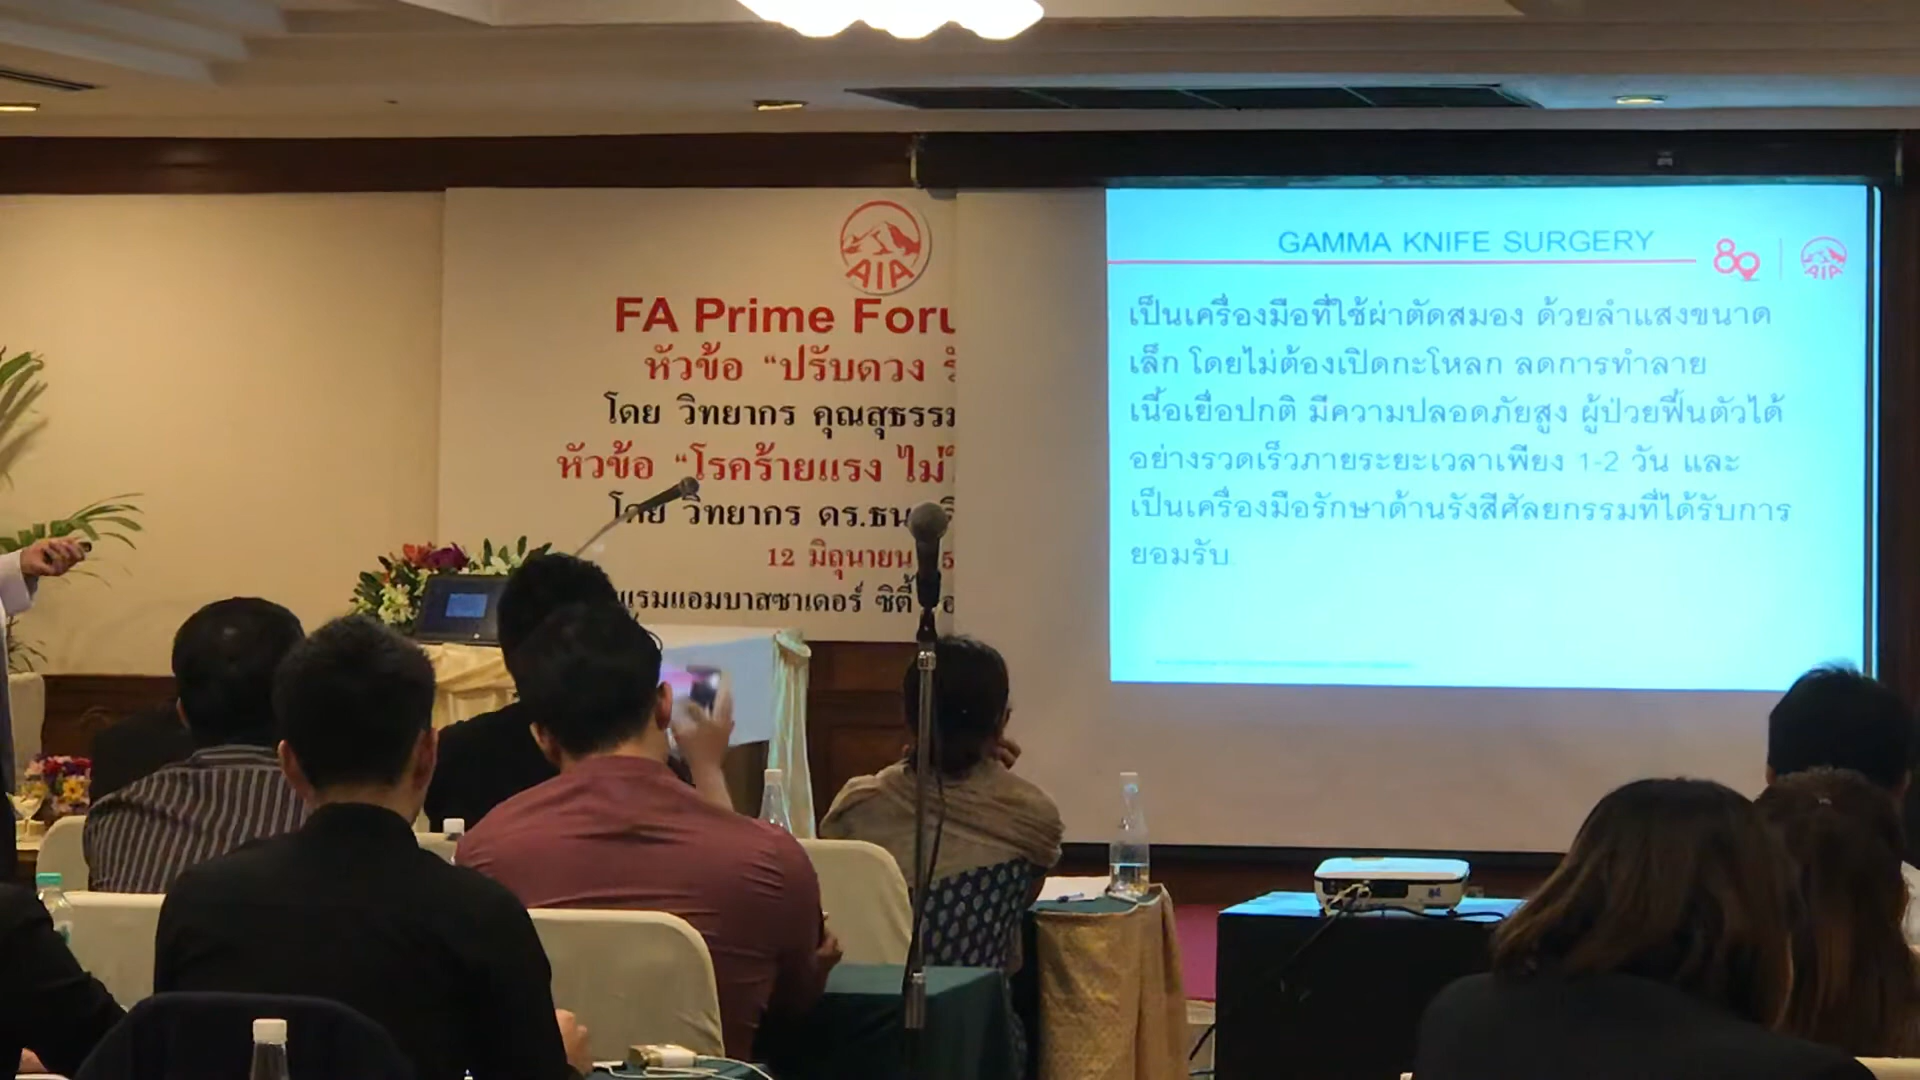 AIA
FA Prime
หัวข้อ "ปรับดวง
โดย วิทยากร คุณสุธรรม
หัวข้อ "โรคร้ายแรง ไม่
โดย วิทยากร ดร.ธน
12 มิถุนายน
แรมแอมบาสซาเดอร์ ซิตี้
GAMMA KNIFE SURGERY
80
AIA
เป็นเครื่องมือที่ใช้ผ่าตัดสมอง ด้วยลำแสงขนาด
เล็ก โดยไม่ต้องเปิดกะโหลก ลดการทำลาย
เนื้อเยื่อปกติ มีความปลอดภัยสูง ผู้ป่วยฟื้นตัวได้
อย่างรวดเร็วภายระยะเวลาเพียง 1-2 วัน และ
เป็นเครื่องมือรักษาด้านรังสีศัลยกรรมที่ได้รับการ
ยอมรับ